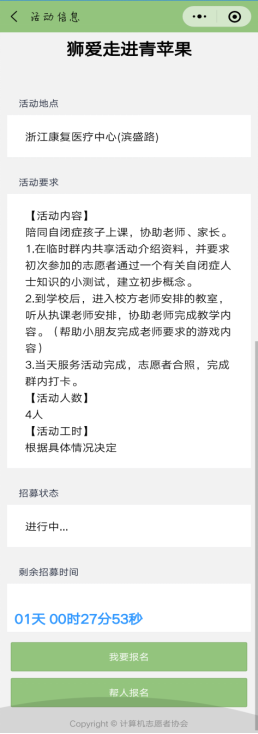 活动信息
狮爱走进青苹果
活动地点
浙江康复医疗中心(滨盛路)
活动要求
【活动内容】
陪同自闭症孩子上课，协助老师、家长。
1.在临时群内共享活动介绍资料，并要求
初次参加的志愿者通过一个有关自闭症人
士知识的小测试，建立初步概念。
2.到学校后，进入校方老师安排的教室，
听从执课老师安排，协助老师完成教学内
容。（帮助小朋友完成老师要求的游戏内
容）
3.当天服务活动完成，志愿者合照，完成
群内打卡。
【活动人数】
4人
【活动工时】
根据具体情况决定
招募状态
进行中...
剩余招募时间
01天 00时27分53秒
我要报名
帮人报名
Copyright © 计算机志愿者协会